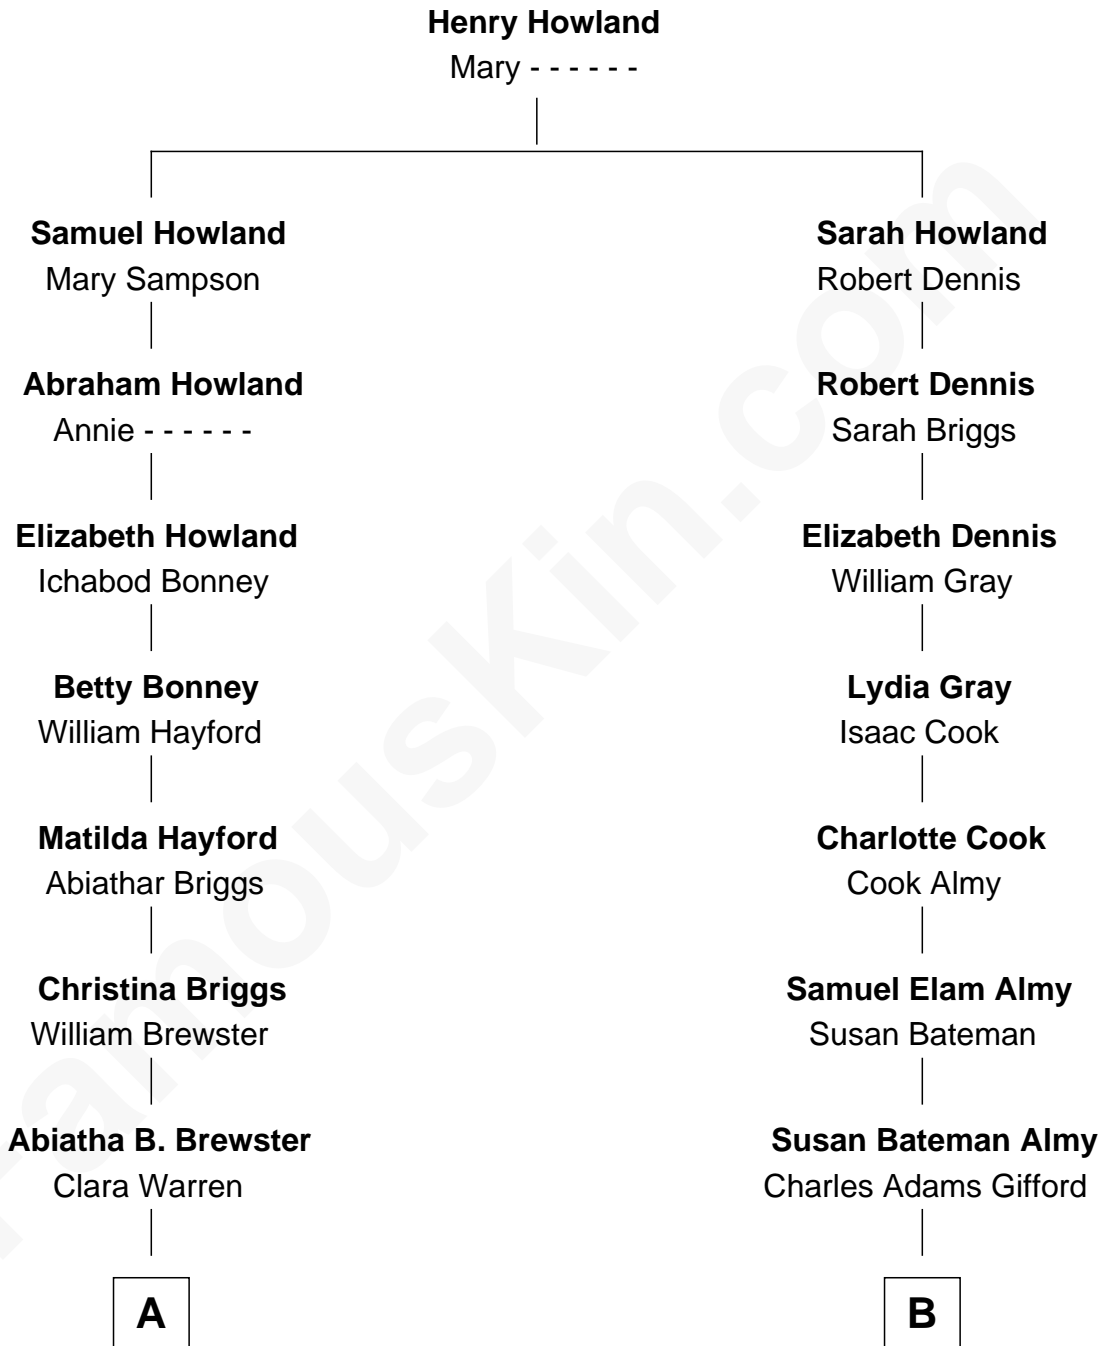 Henry Howland
Mary - - - - - -
Samuel Howland
Mary Sampson
Sarah Howland
Robert Dennis
Abraham Howland
Annie - - - - - -
Robert Dennis
Sarah Briggs
Elizabeth Howland
Ichabod Bonney
Elizabeth Dennis
William Gray
Betty Bonney
William Hayford
Lydia Gray
Isaac Cook
Matilda Hayford
Abiathar Briggs
Charlotte Cook
Cook Almy
Christina Briggs
William Brewster
Samuel Elam Almy
Susan Bateman
Abiatha B. Brewster
Clara Warren
Susan Bateman Almy
Charles Adams Gifford
A
B
FamousKin.com